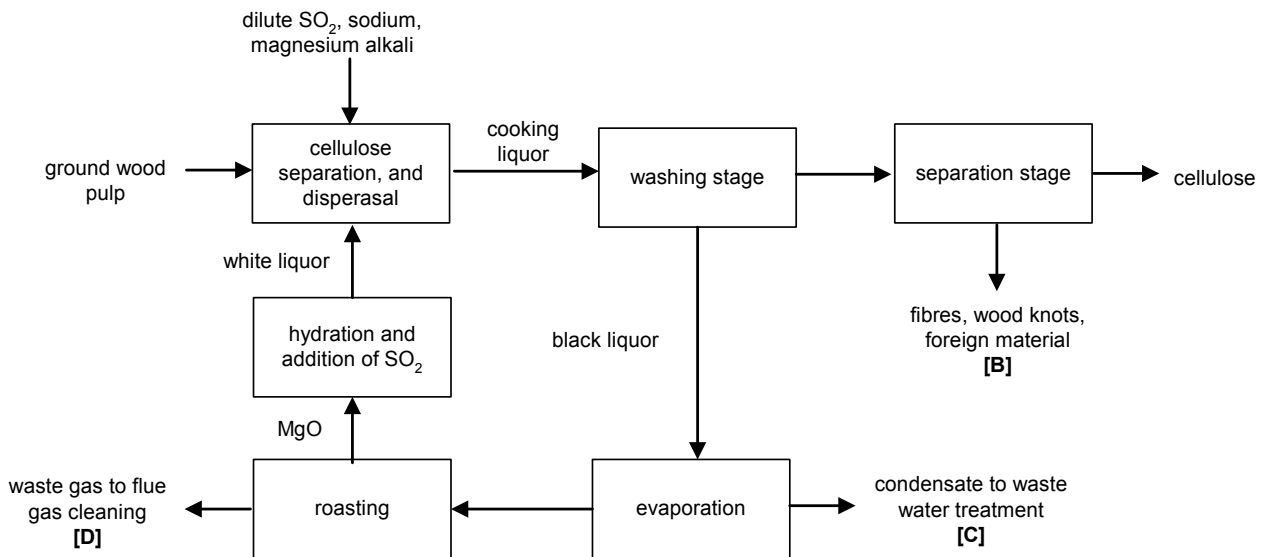 dilute SO₂, sodium,
magnesium alkali
ground wood
pulp
cellulose
separation, and
disperasal
cooking
liquor
washing stage
separation stage
cellulose
white liquor
hydration and
addition of SO₂
black liquor
fibres, wood knots,
foreign material
[B]
MgO
waste gas to flue
gas cleaning
[D]
roasting
evaporation
condensate to waste
water treatment
[C]